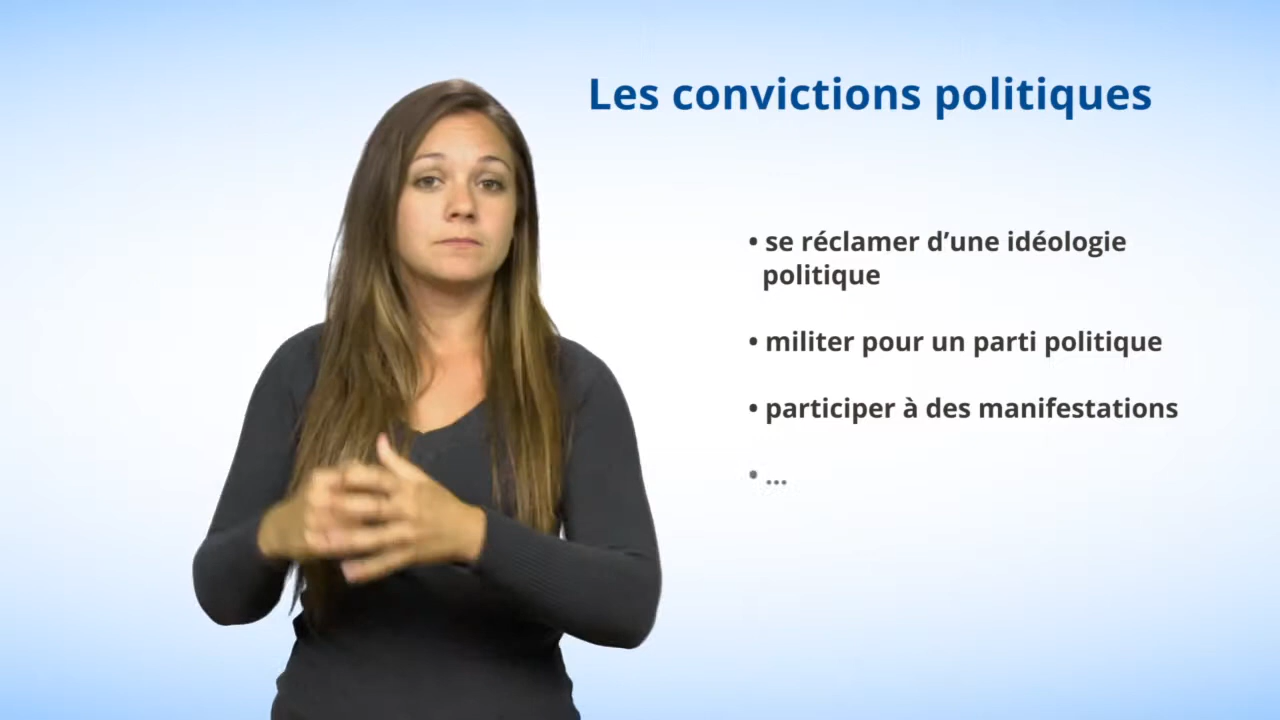 Les convictions politiques
• se réclamer d’une idéologie
politique
• militer pour un parti politique
• participer à des manifestations
• ...